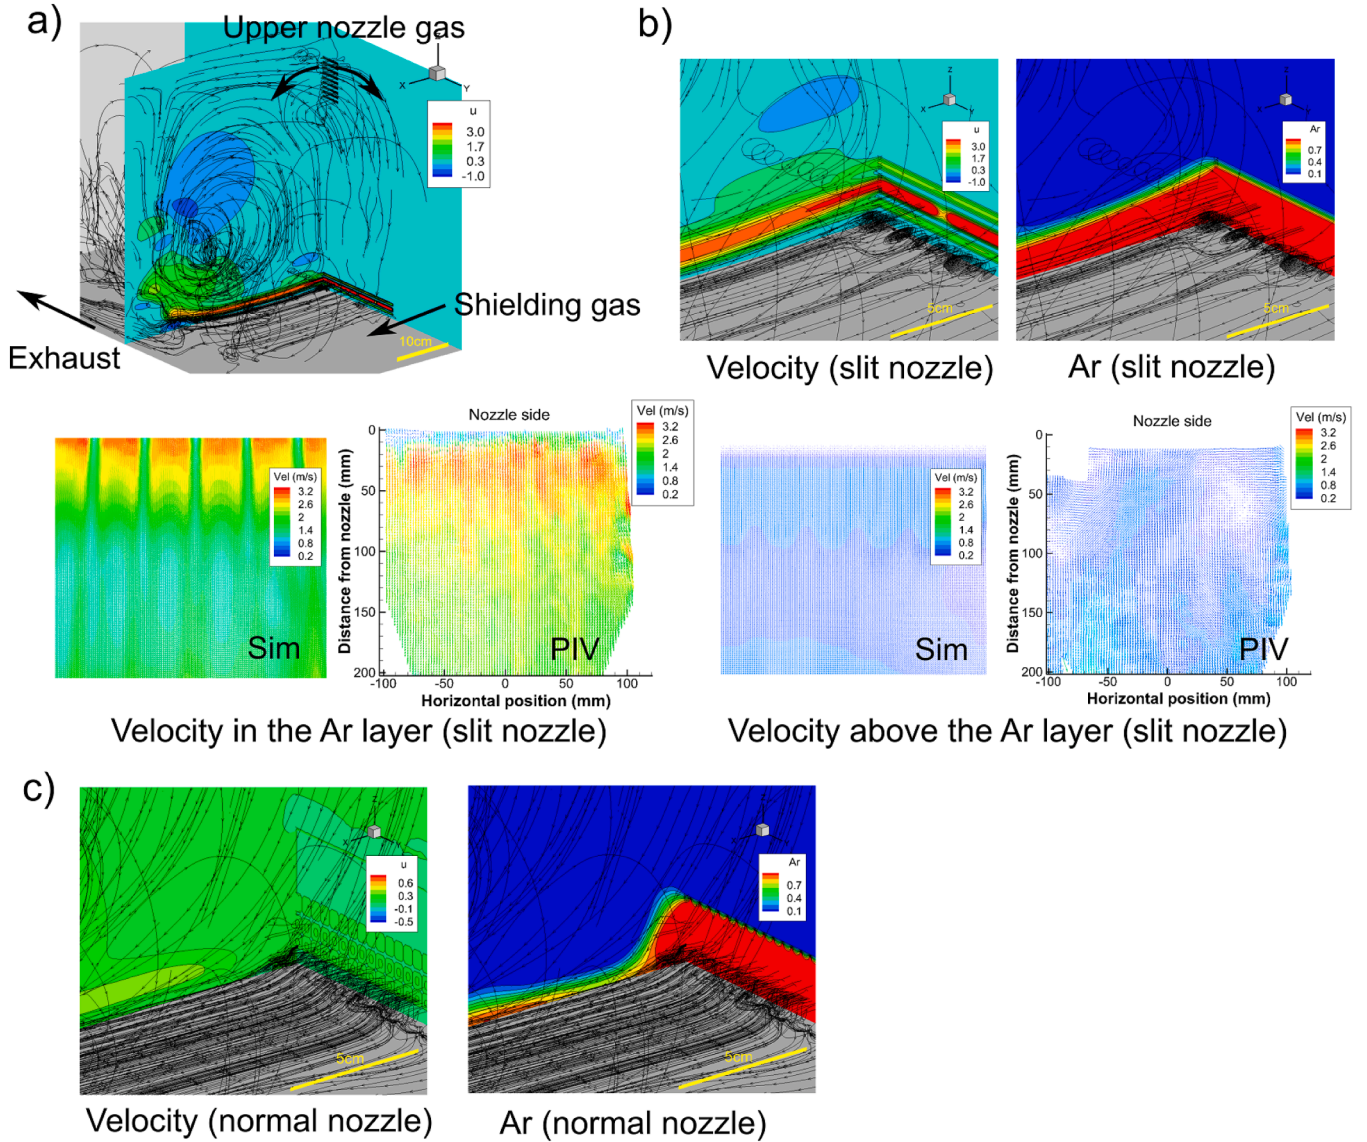 a)
Upper nozzle gas
Z
X
Y
u
3.0
1.7
0.3
-1.0
Shielding gas
10cm
Exhaust
b)
Z
X
u
3.0
1.7
0.3
-1.0
5cm
Velocity (slit nozzle)
Z
X
Y
Ar
0.7
0.4
0.1
5cm
Ar (slit nozzle)
Vel (m/s)
3.2
2.6
2
1.4
0.8
0.2
Sim
Nozzle side
Vel (m/s)
3.2
2.6
2
1.4
0.8
0.2
Distance from nozzle (mm)
0
50
100
150
200
PIV
-100
-50
0
50
100
Horizontal position (mm)
Velocity in the Ar layer (slit nozzle)
Vel (m/s)
3.2
2.6
2
1.4
0.8
0.2
Sim
Nozzle side
Vel (m/s)
3.2
2.6
2
1.4
0.8
0.2
Distance from nozzle (mm)
0
50
100
150
200
PIV
-100
-50
0
50
100
Horizontal position (mm)
Velocity above the Ar layer (slit nozzle)
c)
Z
X
u
0.6
0.3
-0.1
-0.5
5cm
Velocity (normal nozzle)
Z
X
Ar
0.7
0.4
0.1
5cm
Ar (normal nozzle)